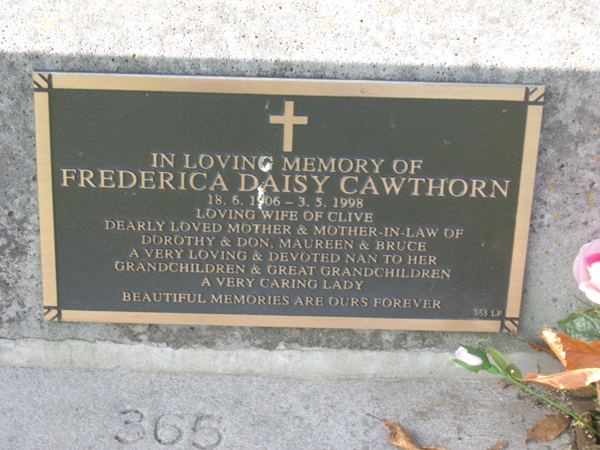 IN LOVING MEMORY OF
FREDERICA DAISY CAWTHORN
18. 6. 1906 – 3. 5. 1998
LOVING WIFE OF CLIVE
DEARLY LOVED MOTHER & MOTHER-IN-LAW OF
DOROTHY & DON, MAUREEN & BRUCE
A VERY LOVING & DEVOTED NAN TO HER
GRANDCHILDREN & GREAT GRANDCHILDREN
A VERY CARING LADY
BEAUTIFUL MEMORIES ARE OURS FOREVER
365 LP
365